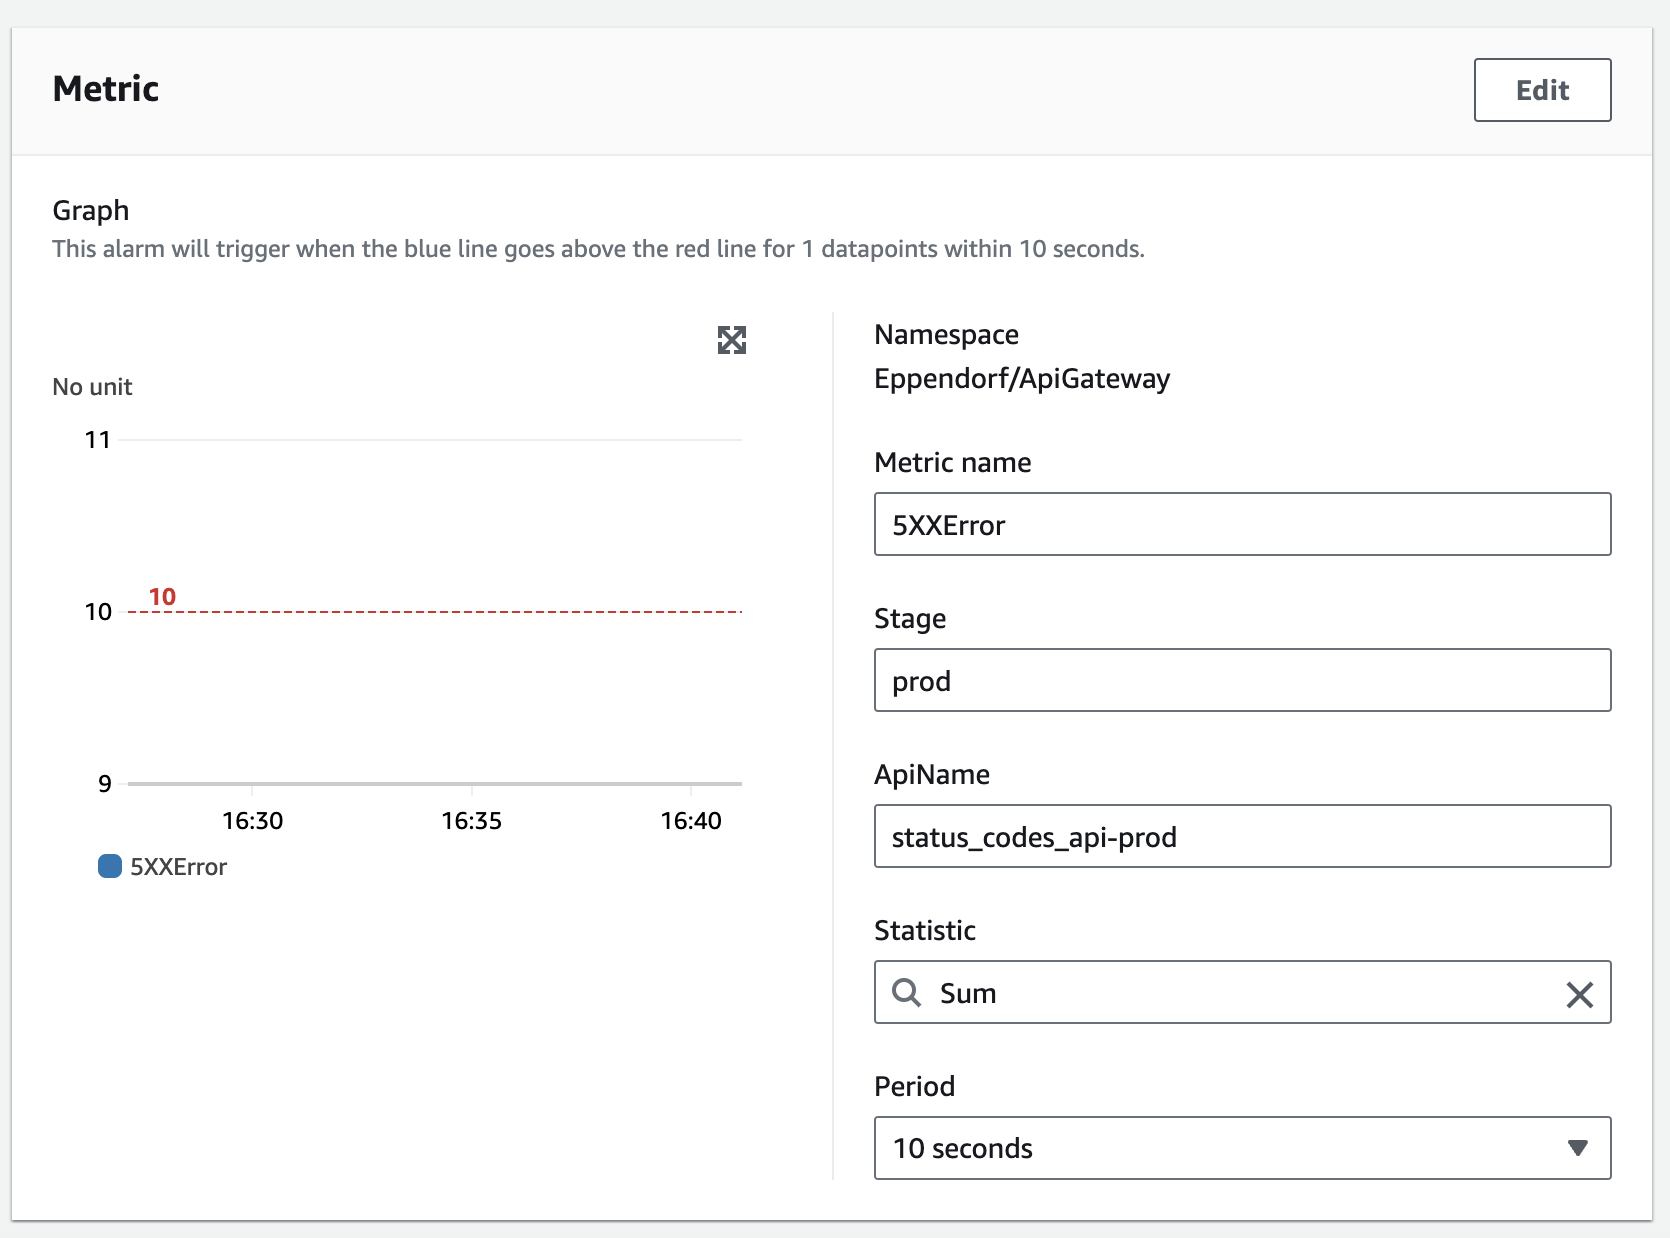 Metric
Edit
Graph
This alarm will trigger when the blue line goes above the red line for 1 datapoints within 10 seconds.
No unit
11
10
10
9
16:30
16:35
16:40
5XXError
Namespace
Eppendorf/ApiGateway
Metric name
5XXError
Stage
prod
ApiName
status_codes_api-prod
Statistic
Sum
Period
10 seconds